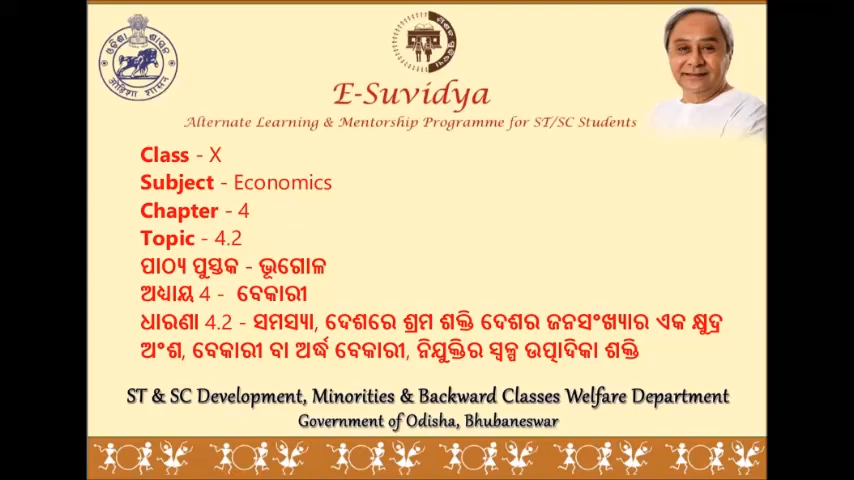 E-Suvidya
Alternate Learning & Mentorship Programme for ST/SC Students
Class - X
Subject - Economics
Chapter - 4
Topic - 4.2
ପାଠ୍ୟ ପୁସ୍ତକ - ଭୂଗୋଳ
ଅଧ୍ୟାୟ 4 - ବେକାରୀ
ଧାରଣା 4.2 - ସମସ୍ୟା, ଦେଶରେ ଶ୍ରମ ଶକ୍ତି ଦେଶର ଜନସଂଖ୍ୟାର ଏକ କ୍ଷୁଦ୍ର
ଅଂଶ, ବେକାରୀ ବା ଅର୍ଦ୍ଧ ବେକାରୀ, ନିଯୁକ୍ତିର ସ୍ୱଳ୍ପ ଉତ୍ପାଦିକା ଶକ୍ତି
ST & SC Development, Minorities & Backward Classes Welfare Department
Government of Odisha, Bhubaneswar